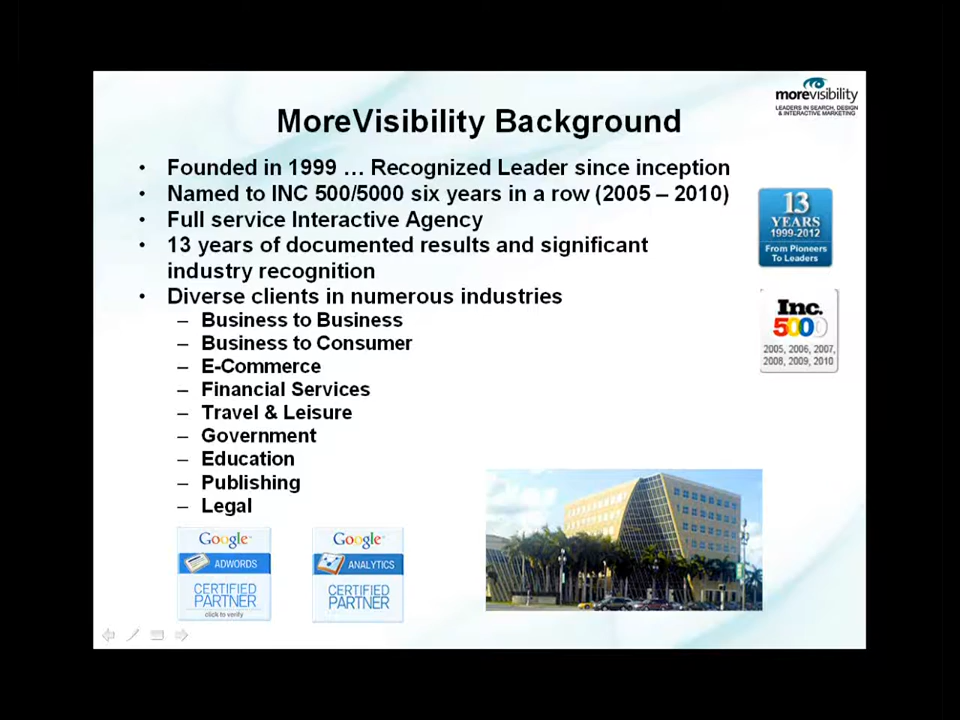 morevisibility
LEADERS IN SEARCH, DESIGN
& INTERACTIVE MARKETING
MoreVisibility Background
• Founded in 1999 … Recognized Leader since inception
• Named to INC 500/5000 six years in a row (2005 – 2010)
• Full service Interactive Agency
• 13 years of documented results and significant
industry recognition
• Diverse clients in numerous industries
– Business to Business
– Business to Consumer
– E-Commerce
– Financial Services
– Travel & Leisure
– Government
– Education
– Publishing
– Legal
13
YEARS
1999-2012
From Pioneers
To Leaders
Inc.
5000
2005, 2006, 2007,
2008, 2009, 2010
Google
ADWORDS
CERTIFIED
PARTNER
click to verify
Google
ANALYTICS
CERTIFIED
PARTNER